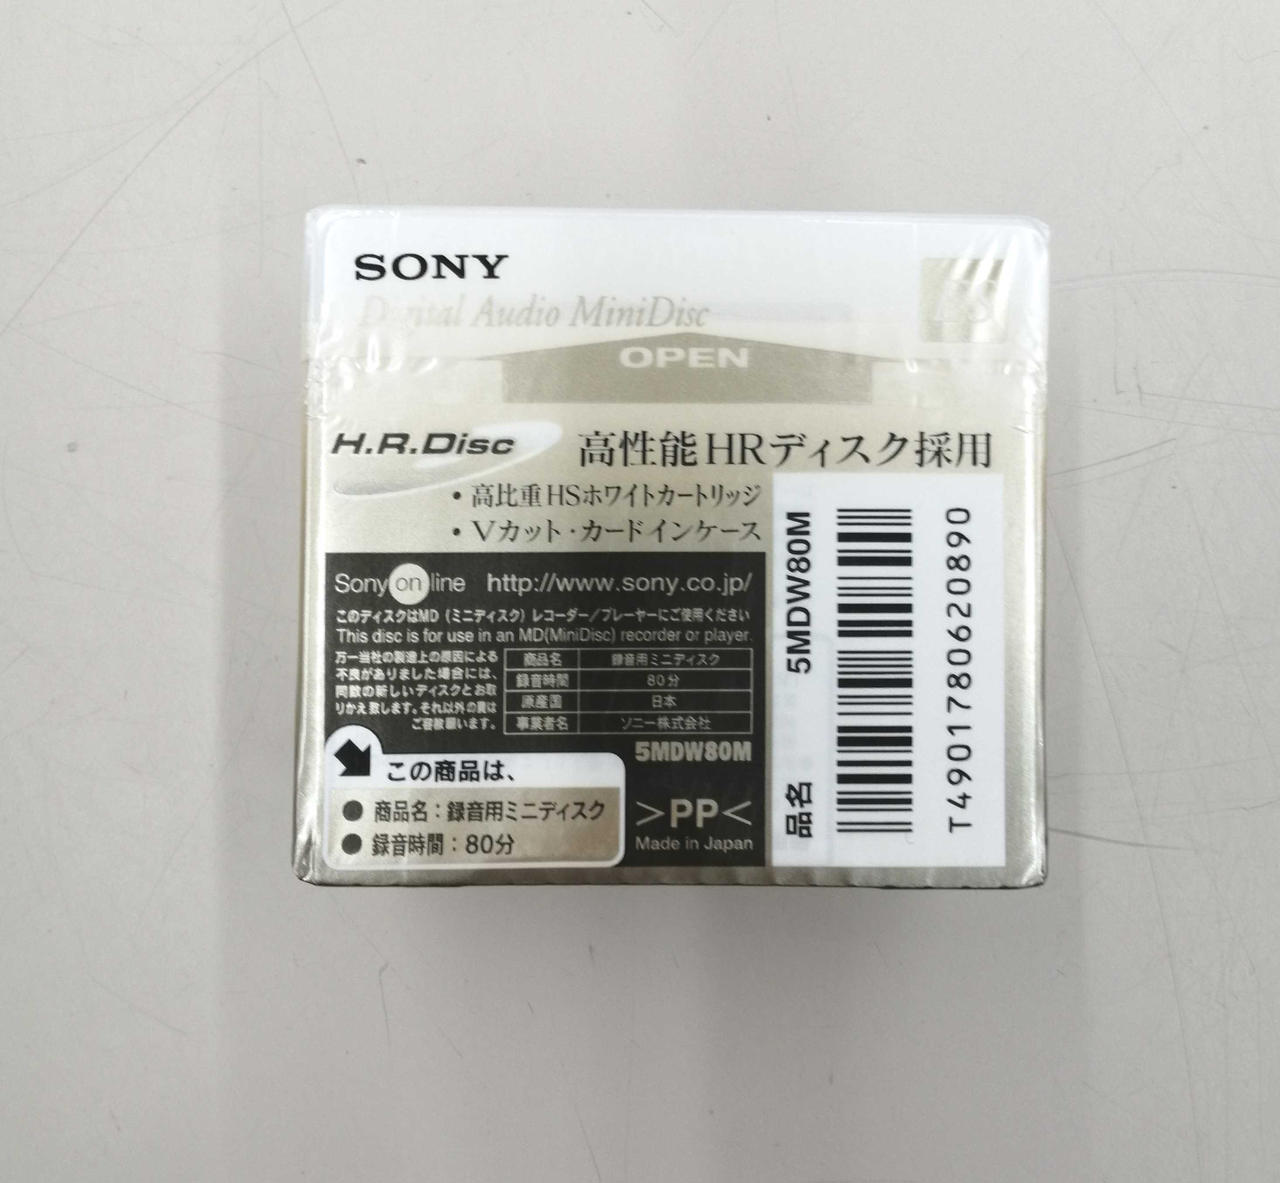 SONY
Digital Audio MiniDisc
ES
OPEN
H.R.Disc
高性能HRディスク採用
・高比重HSホワイトカートリッジ
・Vカット・カードインケース
Sony on line http://www.sony.co.jp/
このディスクはMD（ミニディスク）レコーダー／プレーヤーにご使用ください
This disc is for use in an MD(MiniDisc) recorder or player.
万一当社の製造上の原因による
不良がありました場合には、
同数の新しいディスクとお取
りかえ致します。それ以外の責は
ご容赦願います。
商品名 録音用ミニディスク
録音時間 80分
原産国 日本
事業者名 ソニー株式会社
5MDW80M
この商品は、
●商品名：録音用ミニディスク
●録音時間：80分
>PP<
Made in Japan
品名 5MDW80M
T4901780620890